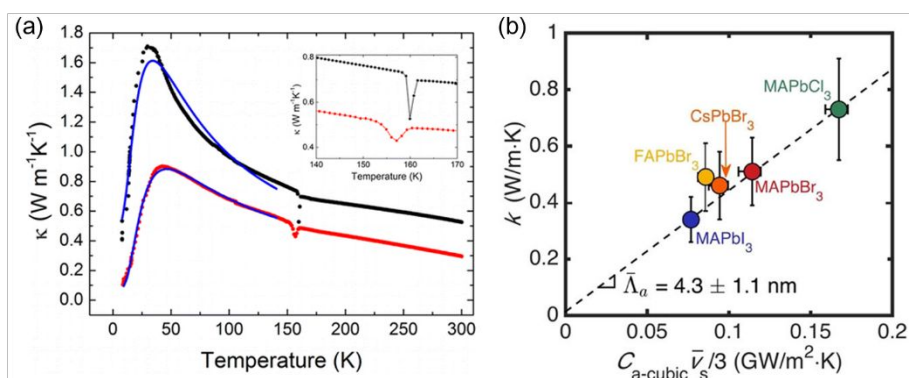 (a)
1.8
1.6
1.4
1.2
1.0
0.8
0.6
0.4
0.2
0.0
κ (W m⁻¹K⁻¹)
0 50 100 150 200 250 300
Temperature (K)
0.8
0.6
0.4
κ (W m⁻¹K⁻¹)
140 150 160 170
Temperature (K)
(b)
1
0.8
0.6
0.4
0.2
0
k (W/m·K)
MAPbCl₃
CsPbBr₃
FAPbBr₃
MAPbBr₃
MAPbI₃
Λ̄ₐ = 4.3 ± 1.1 nm
0 0.05 0.1 0.15 0.2
C_a-cubic v̄_s/3 (GW/m²·K)